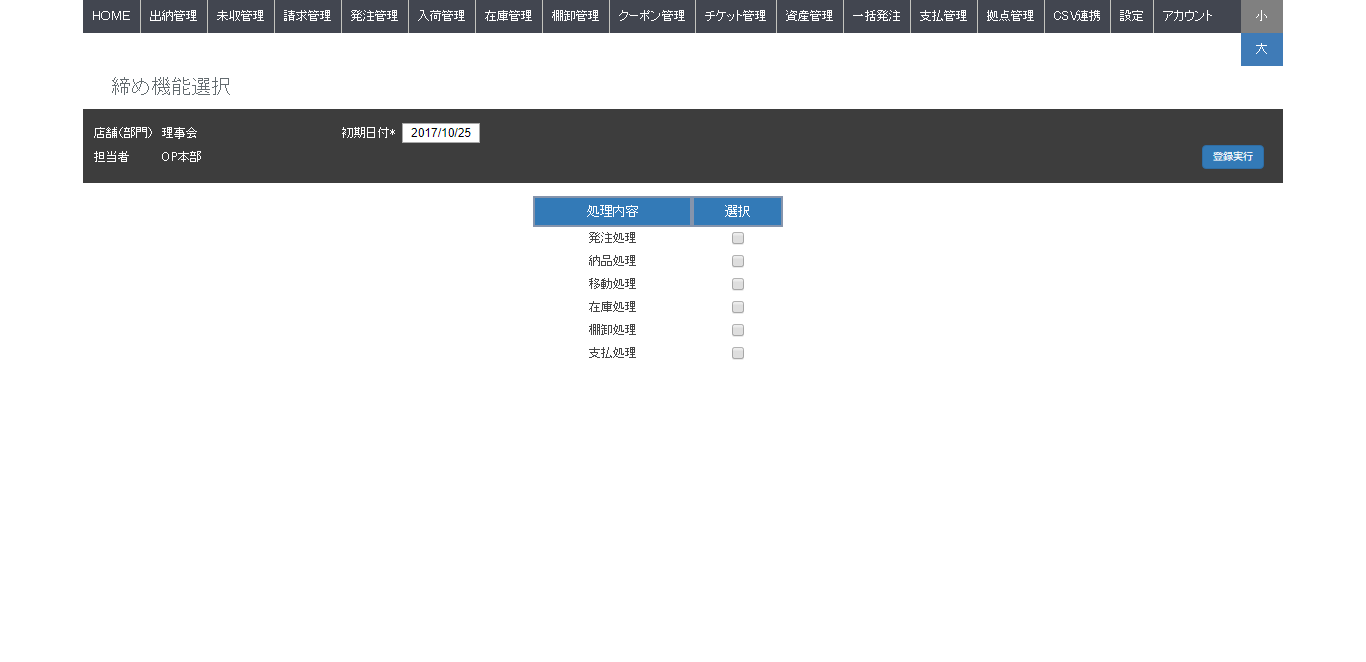 HOME 出納管理 未収管理 請求管理 発注管理 入荷管理 在庫管理 棚卸管理 クーポン管理 チケット管理 資産管理 一括発注 支払管理 拠点管理 CSV連携 設定 アカウント 小
大
締め機能選択
店舗(部門) 理事会 初期日付* 2017/10/25
担当者 OP本部 登録実行
処理内容 選択
発注処理
納品処理
移動処理
在庫処理
棚卸処理
支払処理